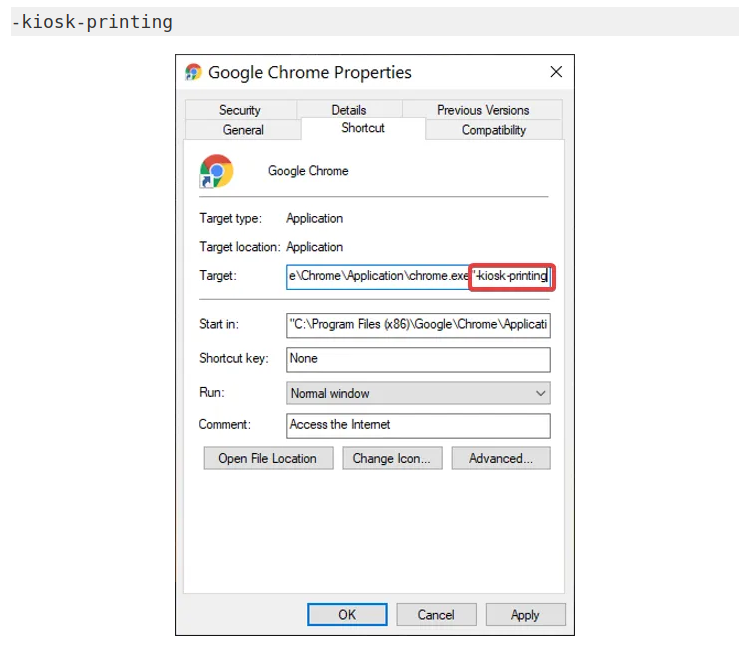 -kiosk-printing
Google Chrome Properties
Security Details Previous Versions
General Shortcut Compatibility
Google Chrome
Target type: Application
Target location: Application
Target: e\Chrome\Application\chrome.exe"-kiosk-printing
Start in: "C:\Program Files (x86)\Google\Chrome\Applicati
Shortcut key: None
Run: Normal window
Comment: Access the Internet
Open File Location Change Icon... Advanced...
OK Cancel Apply